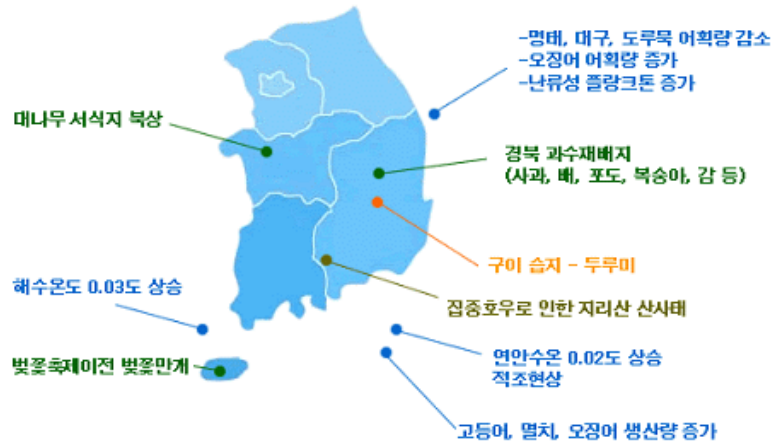 -명태, 대구, 도루묵 어획량 감소
-오징어 어획량 증가
-난류성 플랑크톤 증가
대나무 서식지 북상
경북 과수재배지
(사과, 배, 포도, 복숭아, 감 등)
구미 습지 - 두루미
해수온도 0.03도 상승
집중호우로 인한 지리산 산사태
벚꽃축제이전 벚꽃만개
연안수온 0.02도 상승
적조현상
고등어, 멸치, 오징어 생산량 증가